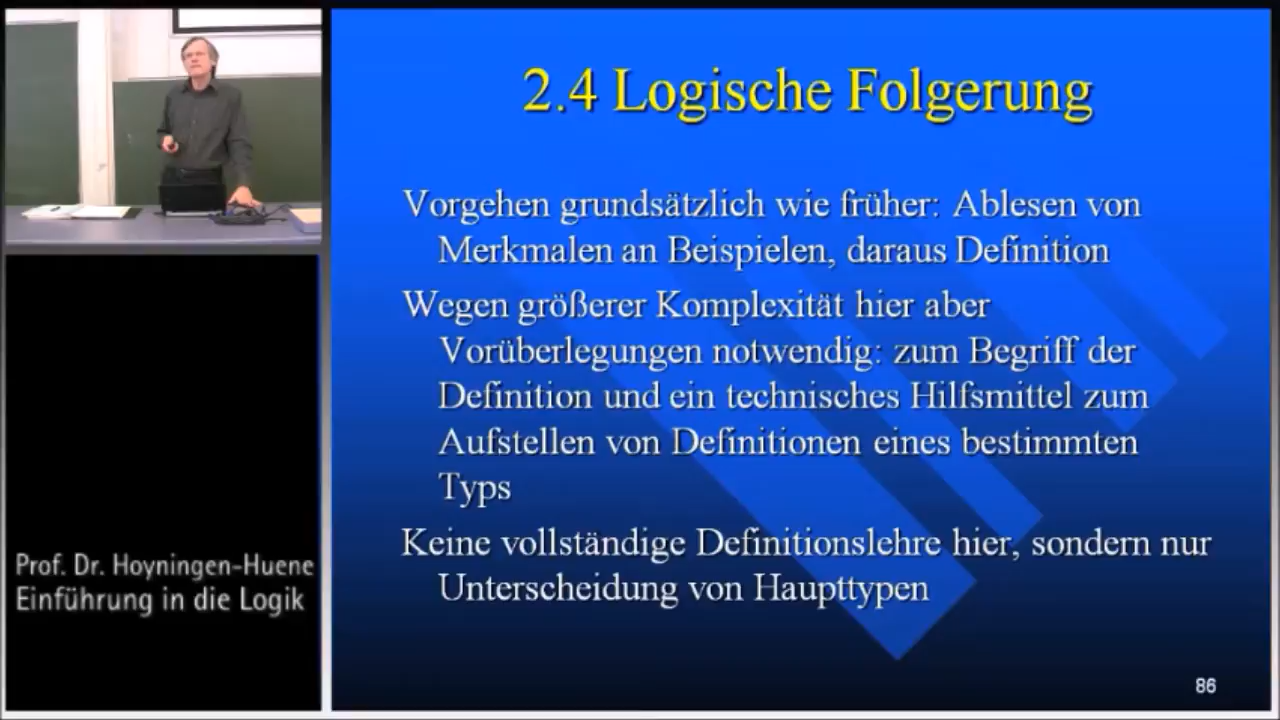 2.4 Logische Folgerung
Vorgehen grundsätzlich wie früher: Ablesen von
Merkmalen an Beispielen, daraus Definition
Wegen größerer Komplexität hier aber
Vorüberlegungen notwendig: zum Begriff der
Definition und ein technisches Hilfsmittel zum
Aufstellen von Definitionen eines bestimmten
Typs
Keine vollständige Definitionslehre hier, sondern nur
Unterscheidung von Haupttypen
86
Prof. Dr. Hoyningen-Huene
Einführung in die Logik